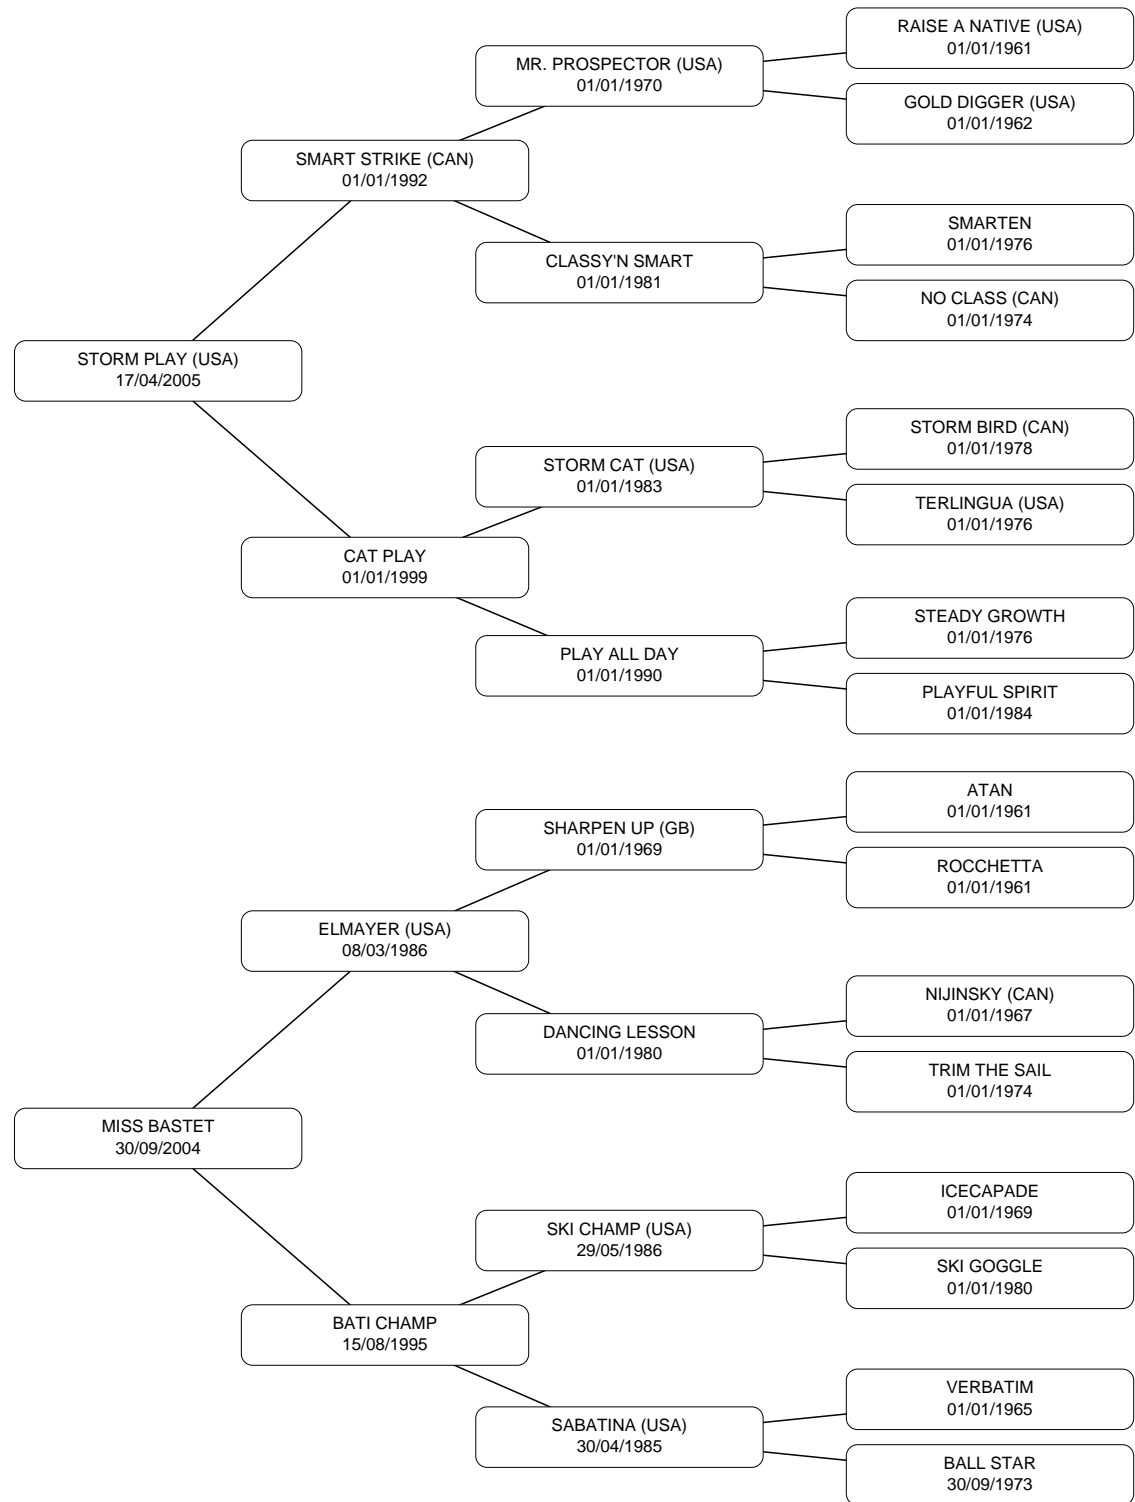 RAISE A NATIVE (USA)
01/01/1961
MR. PROSPECTOR (USA)
01/01/1970
GOLD DIGGER (USA)
01/01/1962
SMART STRIKE (CAN)
01/01/1992
SMARTEN
01/01/1976
CLASSY'N SMART
01/01/1981
NO CLASS (CAN)
01/01/1974
STORM PLAY (USA)
17/04/2005
STORM BIRD (CAN)
01/01/1978
STORM CAT (USA)
01/01/1983
TERLINGUA (USA)
01/01/1976
CAT PLAY
01/01/1999
STEADY GROWTH
01/01/1976
PLAY ALL DAY
01/01/1990
PLAYFUL SPIRIT
01/01/1984
ATAN
01/01/1961
SHARPEN UP (GB)
01/01/1969
ROCCHETTA
01/01/1961
ELMAYER (USA)
08/03/1986
NIJINSKY (CAN)
01/01/1967
DANCING LESSON
01/01/1980
TRIM THE SAIL
01/01/1974
MISS BASTET
30/09/2004
ICECAPADE
01/01/1969
SKI CHAMP (USA)
29/05/1986
SKI GOGGLE
01/01/1980
BATI CHAMP
15/08/1995
VERBATIM
01/01/1965
SABATINA (USA)
30/04/1985
BALL STAR
30/09/1973